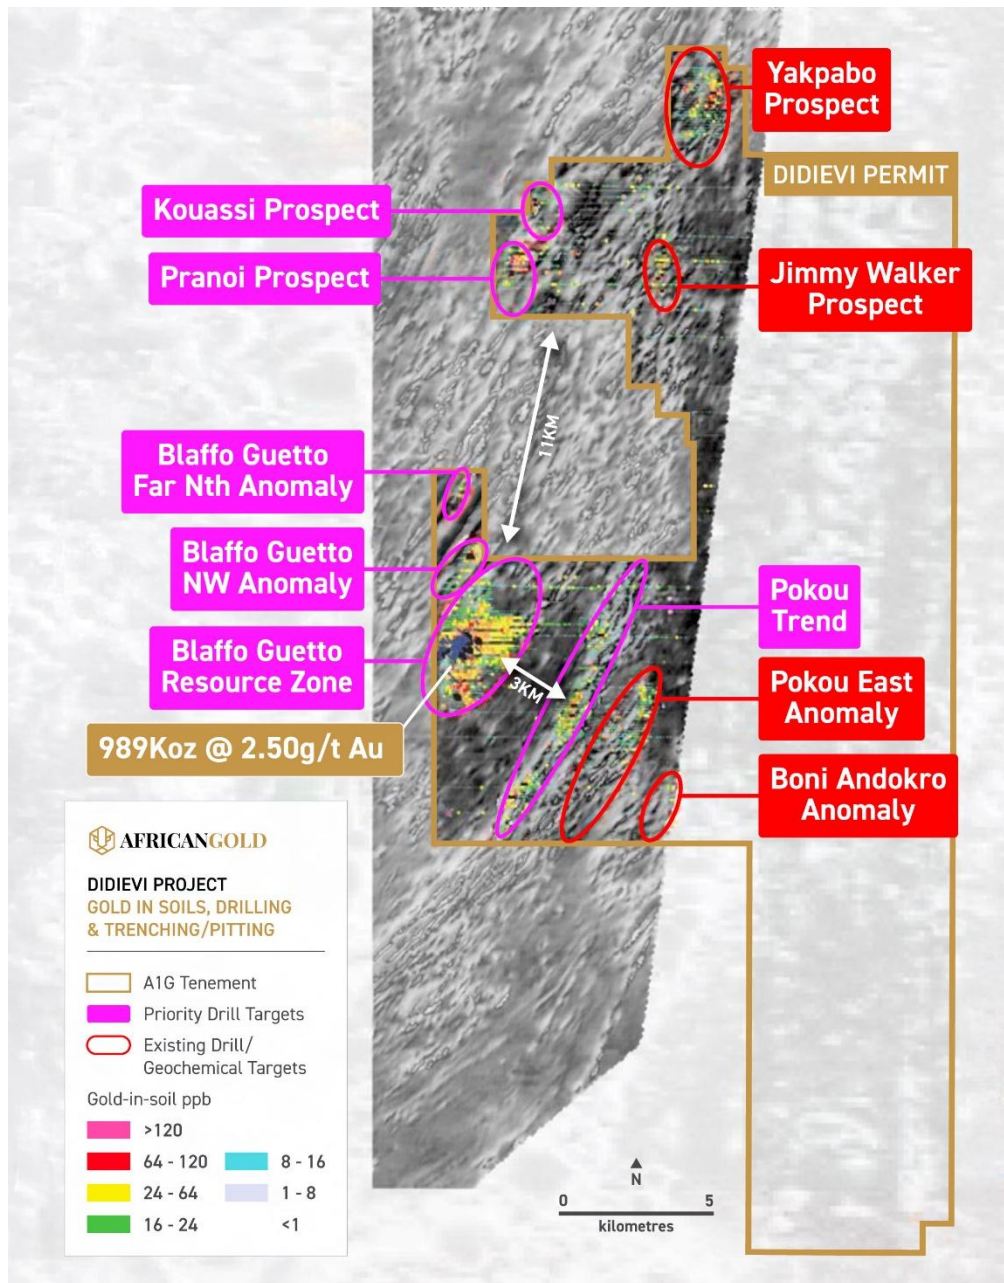 Yakpabo
Prospect
DIDIEVI PERMIT
Kouassi Prospect
Pranoi Prospect
Jimmy Walker
Prospect
11KM
Blaffo Guetto
Far Nth Anomaly
Blaffo Guetto
NW Anomaly
Pokou
Trend
Blaffo Guetto
Resource Zone
3KM
Pokou East
Anomaly
989Koz @ 2.50g/t Au
Boni Andokro
Anomaly
AFRICANGOLD
DIDIEVI PROJECT
GOLD IN SOILS, DRILLING
& TRENCHING/PITTING
A1G Tenement
Priority Drill Targets
Existing Drill/
Geochemical Targets
Gold-in-soil ppb
>120
64 - 120
8 - 16
24 - 64
1 - 8
16 - 24
<1
N
0 5
kilometres